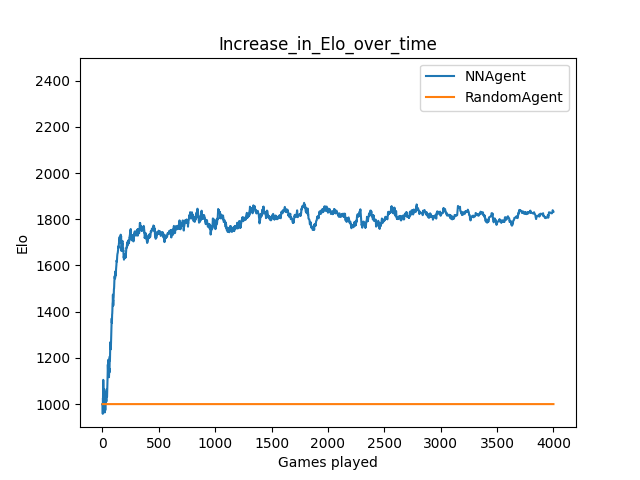 Increase_in_Elo_over_time
NNAgent
RandomAgent
2400
2200
2000
1800
1600
1400
1200
1000
Elo
0 500 1000 1500 2000 2500 3000 3500 4000
Games played